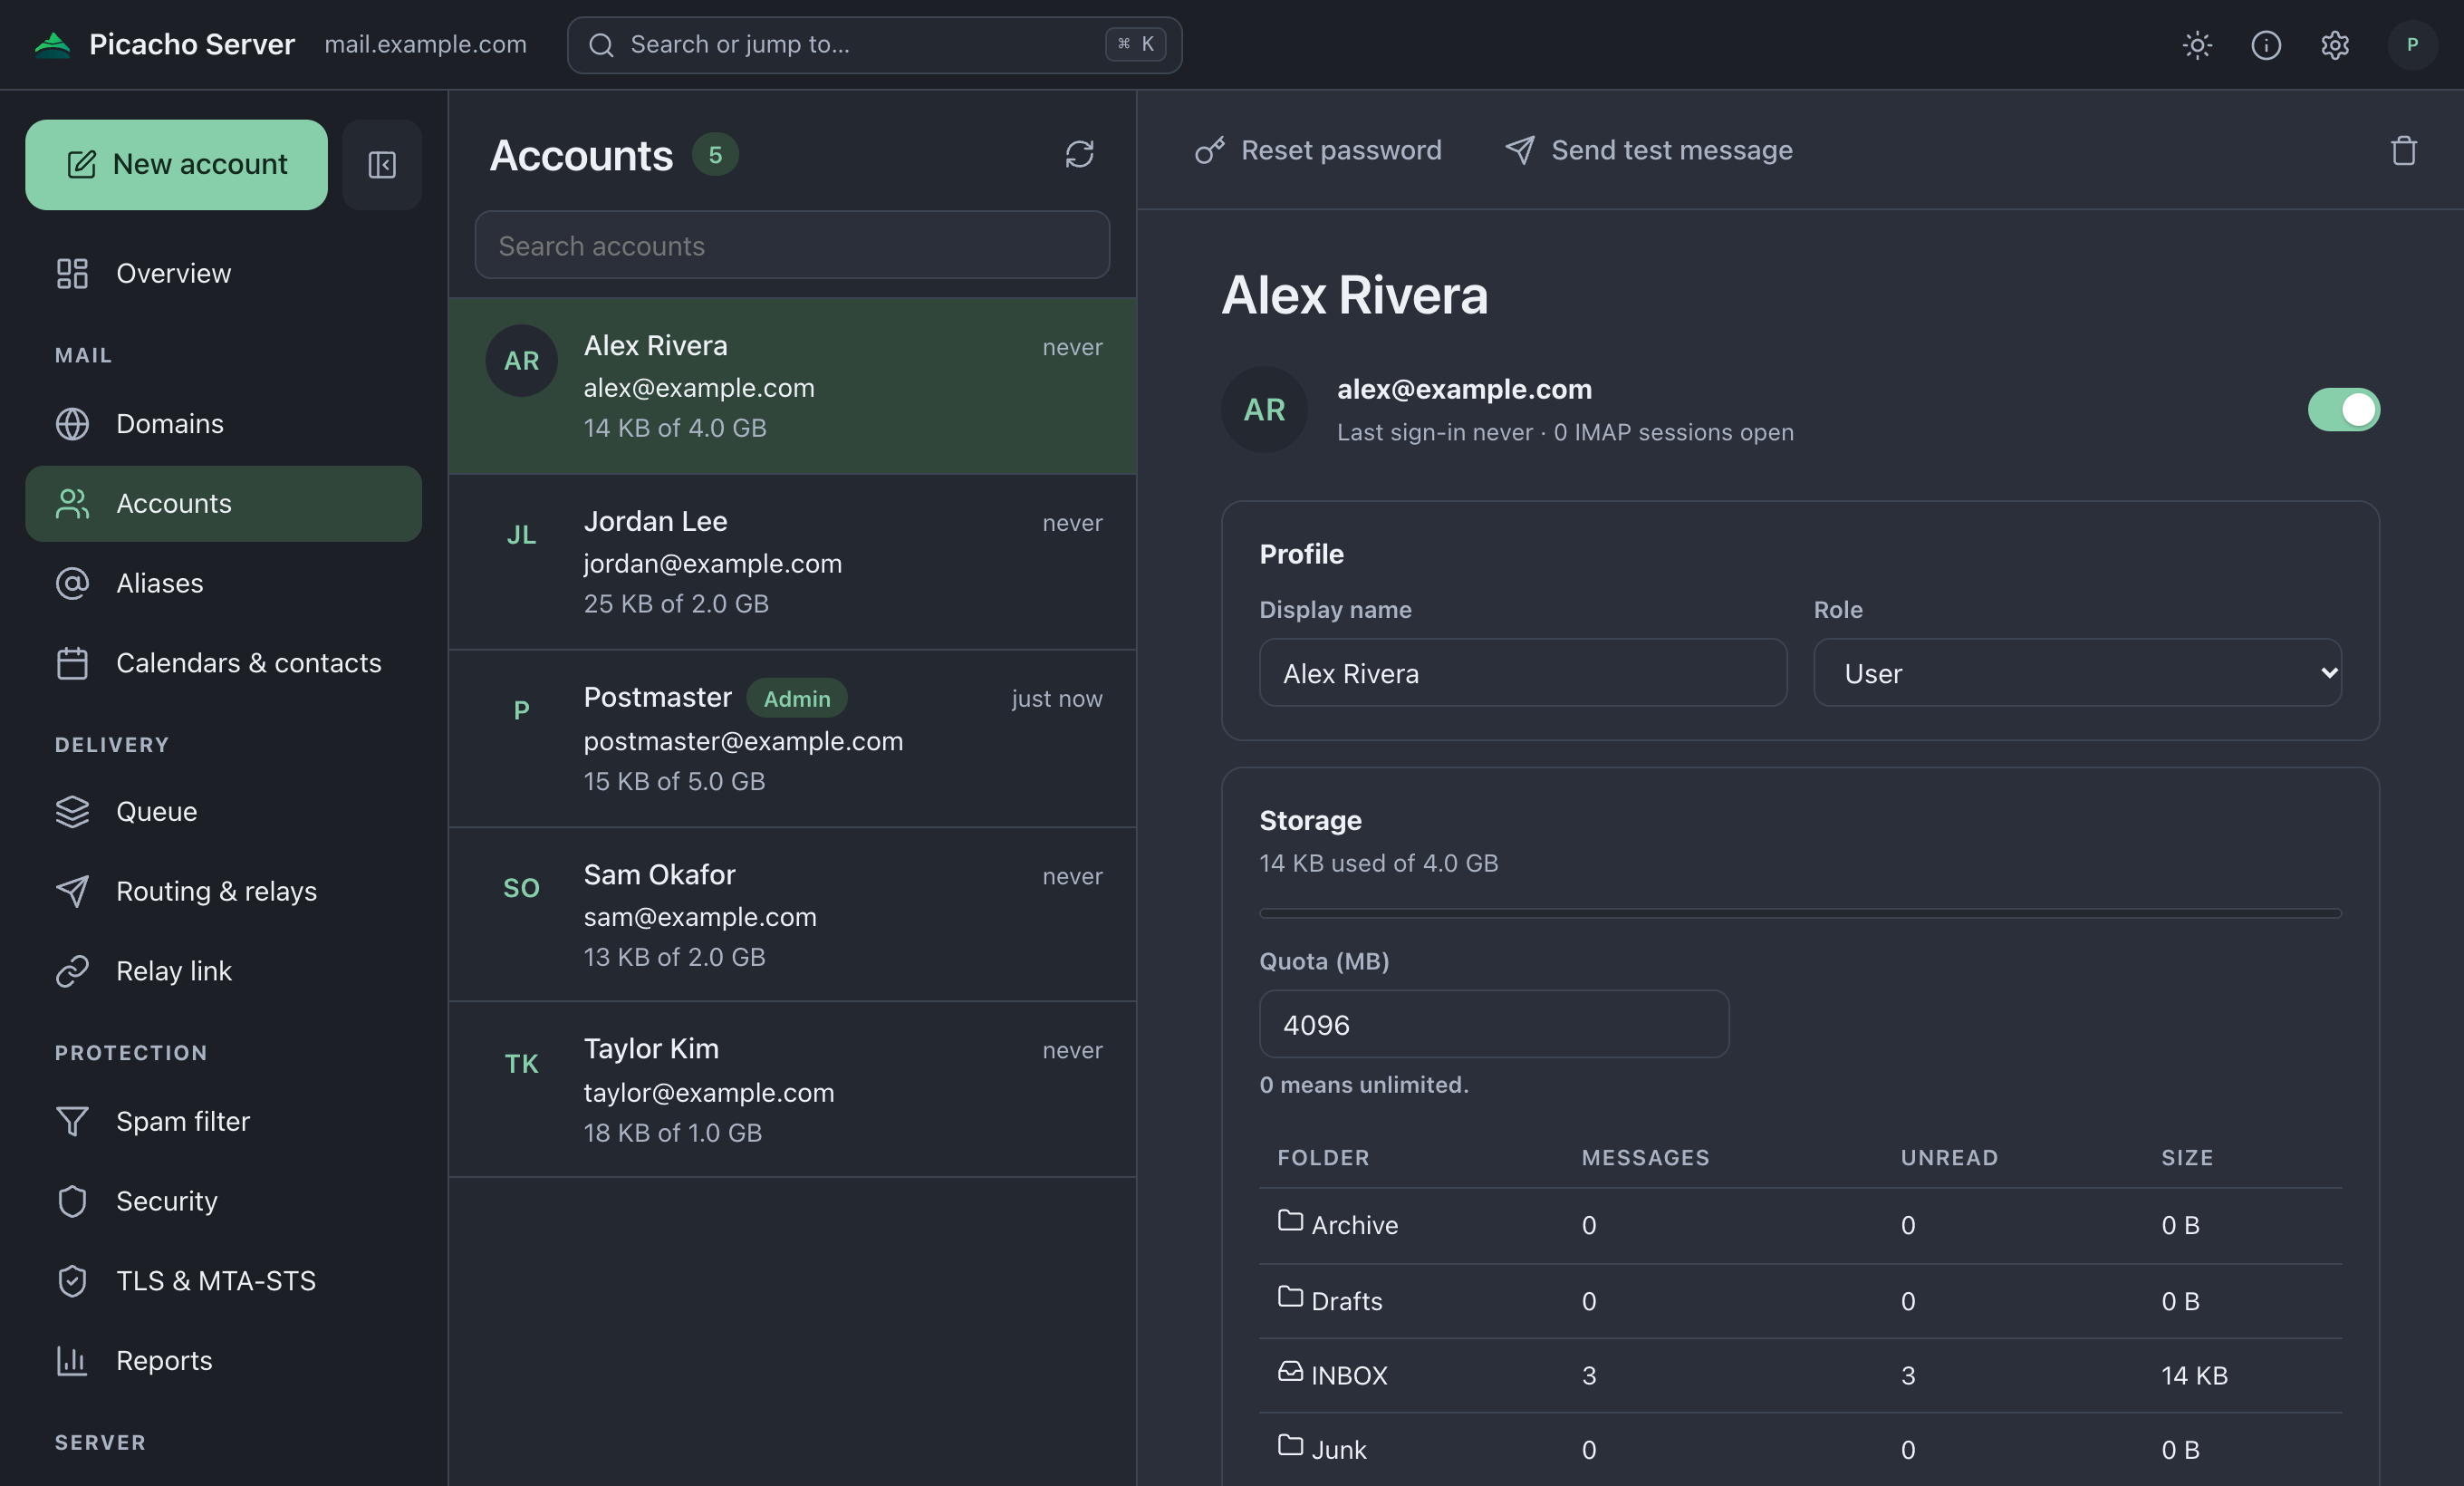 Picacho Server
mail.example.com
Search or jump to...
⌘ K
P
New account
Overview
MAIL
Domains
Accounts
Aliases
Calendars & contacts
DELIVERY
Queue
Routing & relays
Relay link
PROTECTION
Spam filter
Security
TLS & MTA-STS
Reports
SERVER
Accounts 5
Search accounts
AR
Alex Rivera
never
alex@example.com
14 KB of 4.0 GB
JL
Jordan Lee
never
jordan@example.com
25 KB of 2.0 GB
P
Postmaster Admin
just now
postmaster@example.com
15 KB of 5.0 GB
SO
Sam Okafor
never
sam@example.com
13 KB of 2.0 GB
TK
Taylor Kim
never
taylor@example.com
18 KB of 1.0 GB
Reset password
Send test message
Alex Rivera
AR
alex@example.com
Last sign-in never · 0 IMAP sessions open
Profile
Display name
Role
Alex Rivera
User
Storage
14 KB used of 4.0 GB
Quota (MB)
4096
0 means unlimited.
FOLDER MESSAGES UNREAD SIZE
Archive 0 0 0 B
Drafts 0 0 0 B
INBOX 3 3 14 KB
Junk 0 0 0 B